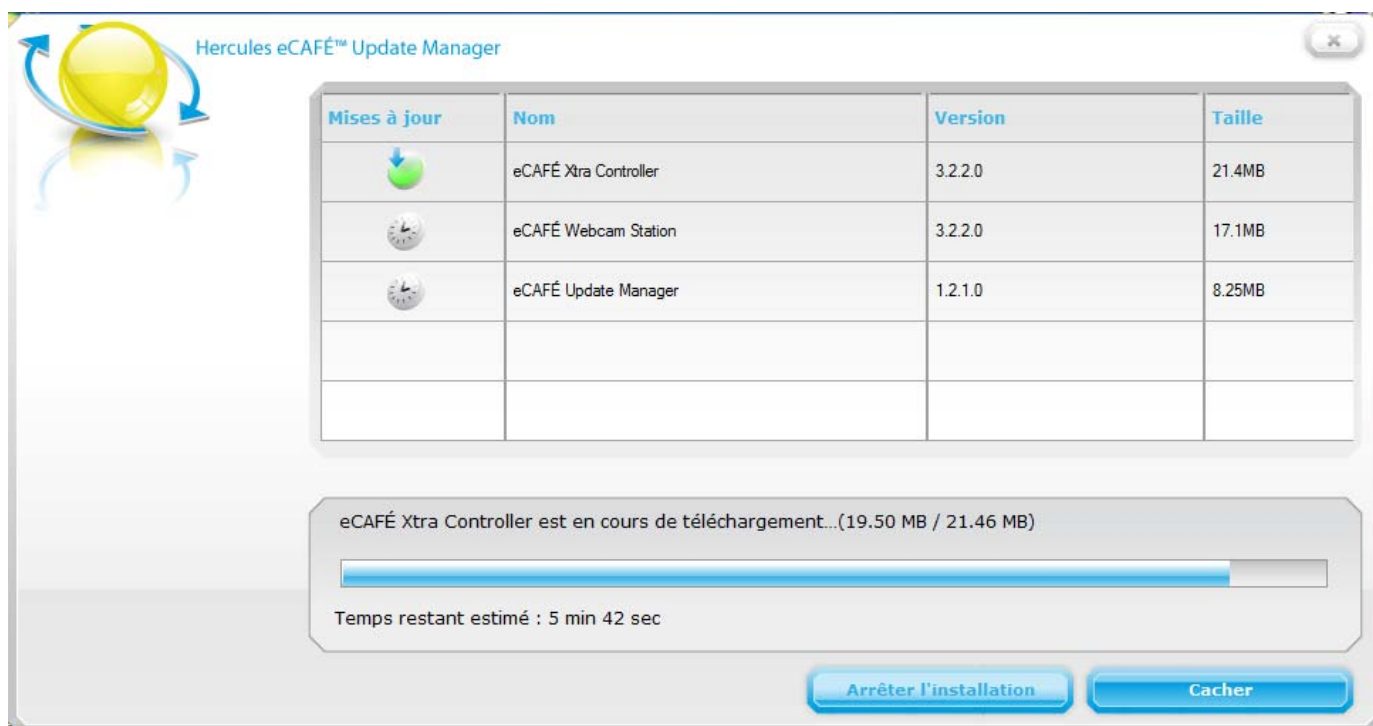 Hercules eCAFÉ™ Update Manager
Mises à jour Nom Version Taille
eCAFÉ Xtra Controller 3.2.2.0 21.4MB
eCAFÉ Webcam Station 3.2.2.0 17.1MB
eCAFÉ Update Manager 1.2.1.0 8.25MB
eCAFÉ Xtra Controller est en cours de téléchargement...(19.50 MB / 21.46 MB)
Temps restant estimé : 5 min 42 sec
Arrêter l'installation Cacher